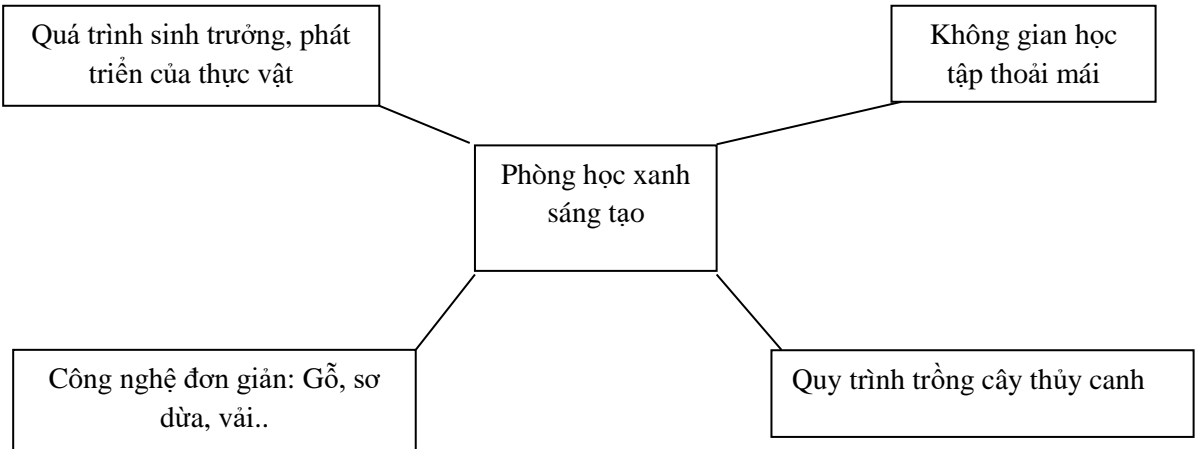 Quá trình sinh trưởng, phát
triển của thực vật
Không gian học
tập thoải mái
Phòng học xanh
sáng tạo
Công nghệ đơn giản: Gỗ, sơ
dừa, vải..
Quy trình trồng cây thủy canh